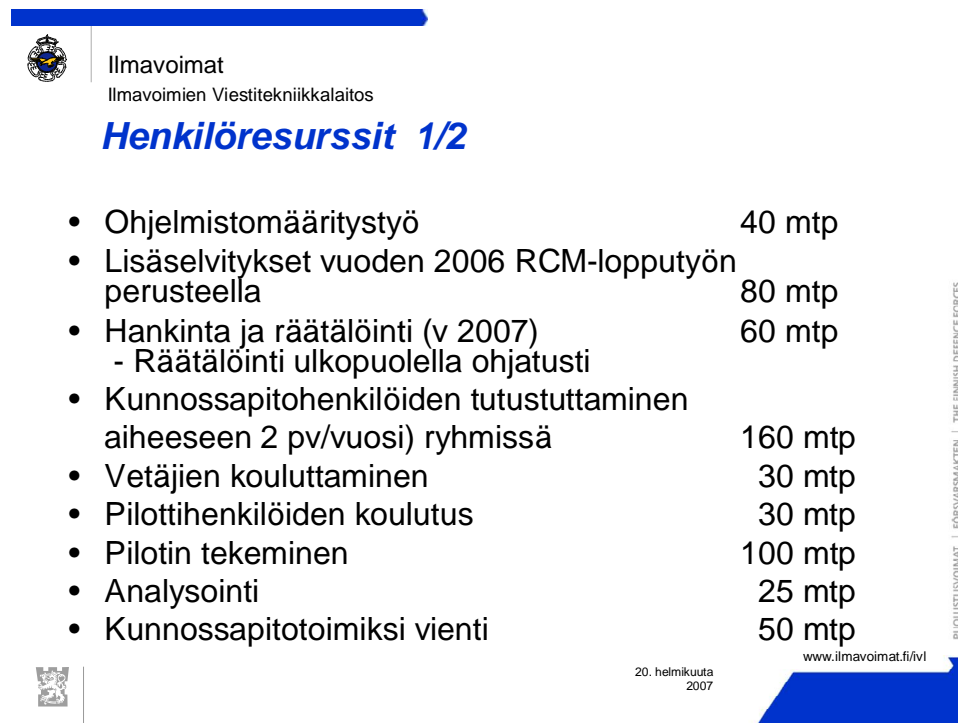 Ilmavoimat
Ilmavoimien Viestitekniikkalaitos
Henkilöresurssit 1/2
• Ohjelmistomääritystyö 40 mtp
• Lisäselvitykset vuoden 2006 RCM-lopputyön
perusteella 80 mtp
• Hankinta ja räätälöinti (v 2007) 60 mtp
- Räätälöinti ulkopuolella ohjatusti
• Kunnossapitohenkilöiden tutustuttaminen
aiheeseen 2 pv/vuosi) ryhmissä 160 mtp
• Vetäjien kouluttaminen 30 mtp
• Pilottihenkilöiden koulutus 30 mtp
• Pilotin tekeminen 100 mtp
• Analysointi 25 mtp
• Kunnossapitotoimiksi vienti 50 mtp
PUOLUSTUSVOIMAT | FÖRSVARSMAKTEN | THE FINNISH DEFENCE FORCES
www.ilmavoimat.fi/ivl
20. helmikuuta
2007